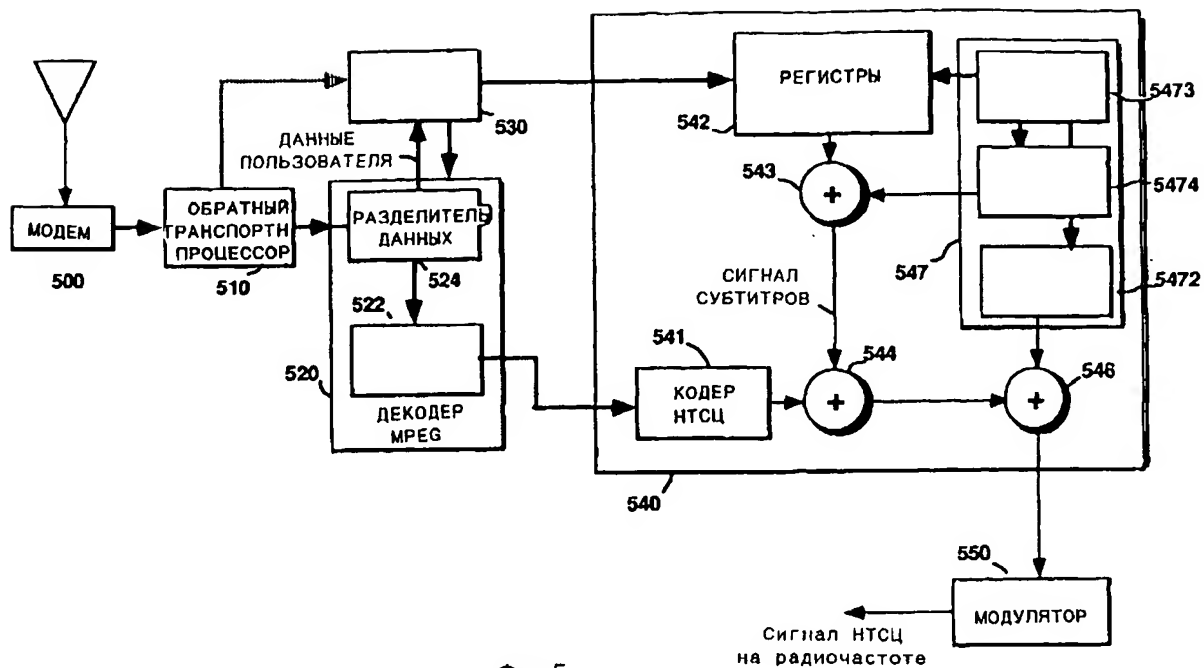 РЕГИСТРЫ
5473
542
530
ДАННЫЕ
ПОЛЬЗОВАТЕЛЯ
543
+
5474
МОДЕМ
500
ОБРАТНЫЙ
ТРАНСПОРТН
ПРОЦЕССОР
510
РАЗДЕЛИТЕЛЬ
ДАННЫХ
524
547
5472
СИГНАЛ
СУБТИТРОВ
522
520
ДЕКОДЕР
MPEG
541
КОДЕР
НТСЦ
544
+
546
+
540
550
МОДУЛЯТОР
Сигнал НТСЦ
на радиочастоте